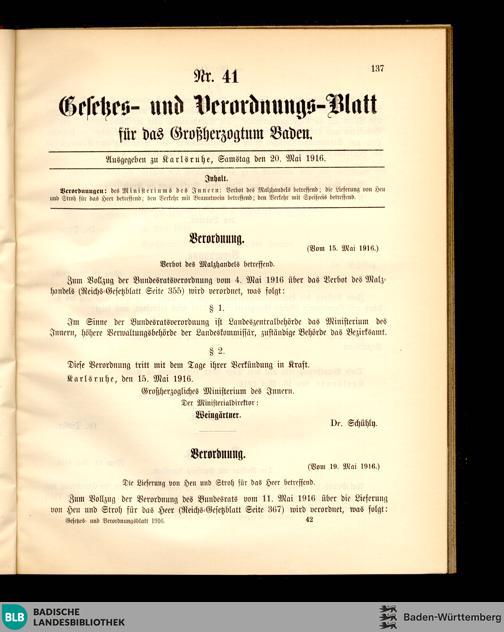 137
Nr. 41
Gesetzes- und Verordnungs-Blatt
für das Großherzogtum Baden.
Ausgegeben zu Karlsruhe, Samstag den 20. Mai 1916.
Inhalt.
Verordnungen: des Ministeriums des Innern: Verbot des Malzhandels betreffend; die Lieferung von Heu
und Stroh für das Heer betreffend; den Verkehr mit Branntwein betreffend; den Verkehr mit Speiseeis betreffend.
Verordnung.
(Vom 15. Mai 1916.)
Verbot des Malzhandels betreffend.
Zum Vollzug der Bundesratsverordnung vom 4. Mai 1916 über das Verbot des Malz-
handels (Reichs-Gesetzblatt Seite 355) wird verordnet, was folgt:
§ 1.
Im Sinne der Bundesratsverordnung ist Landeszentralbehörde das Ministerium des
Innern, höhere Verwaltungsbehörde der Landeskommissär, zuständige Behörde das Bezirksamt.
§ 2.
Diese Verordnung tritt mit dem Tage ihrer Verkündung in Kraft.
Karlsruhe, den 15. Mai 1916.
Großherzogliches Ministerium des Innern.
Der Ministerialdirektor:
Weingärtner.
Dr. Schühly.
Verordnung.
(Vom 19. Mai 1916.)
Die Lieferung von Heu und Stroh für das Heer betreffend.
Zum Vollzug der Verordnung des Bundesrats vom 11. Mai 1916 über die Lieferung
von Heu und Stroh für das Heer (Reichs-Gesetzblatt Seite 367) wird verordnet, was folgt:
Gesetzes- und Verordnungsblatt 1916.
42
BLB BADISCHE
LANDESBIBLIOTHEK
Baden-Württemberg